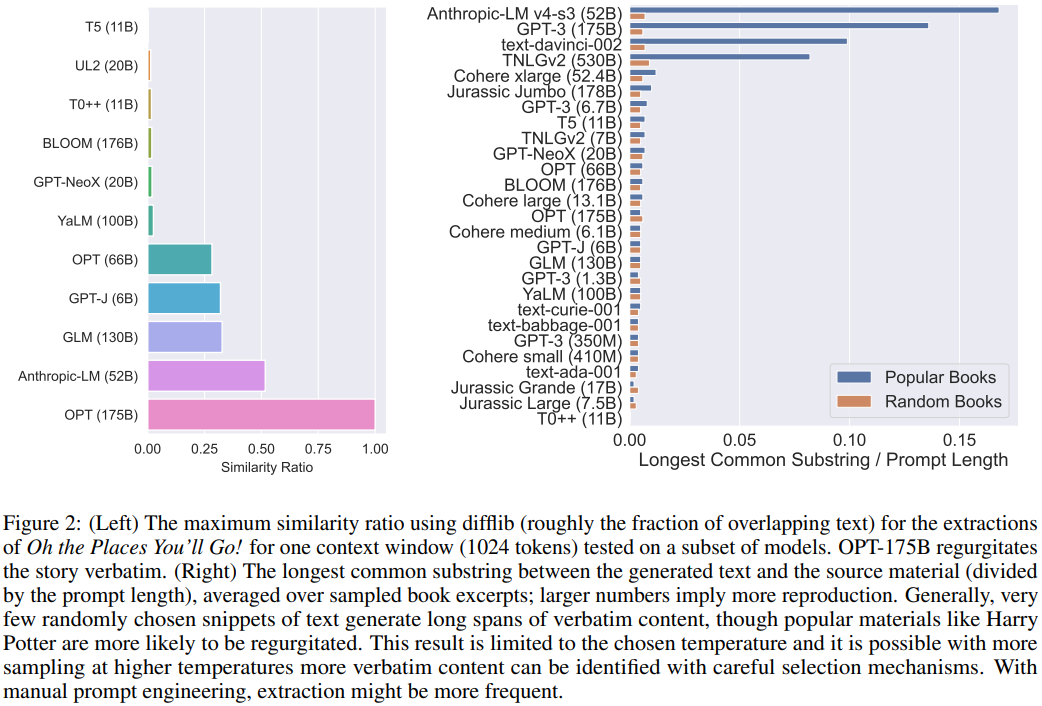 T5 (11B)
UL2 (20B)
T0++ (11B)
BLOOM (176B)
GPT-NeoX (20B)
YaLM (100B)
OPT (66B)
GPT-J (6B)
GLM (130B)
Anthropic-LM (52B)
OPT (175B)
0.00 0.25 0.50 0.75 1.00
Similarity Ratio
Anthropic-LM v4-s3 (52B)
GPT-3 (175B)
text-davinci-002
TNLGv2 (530B)
Cohere xlarge (52.4B)
Jurassic Jumbo (178B)
GPT-3 (6.7B)
T5 (11B)
TNLGv2 (7B)
GPT-NeoX (20B)
OPT (66B)
BLOOM (176B)
Cohere large (13.1B)
OPT (175B)
Cohere medium (6.1B)
GPT-J (6B)
GLM (130B)
GPT-3 (1.3B)
YaLM (100B)
text-curie-001
text-babbage-001
GPT-3 (350M)
Cohere small (410M)
text-ada-001
Jurassic Grande (17B)
Jurassic Large (7.5B)
T0++ (11B)
Popular Books
Random Books
0.00 0.05 0.10 0.15
Longest Common Substring / Prompt Length
Figure 2: (Left) The maximum similarity ratio using difflib (roughly the fraction of overlapping text) for the extractions
of Oh the Places You'll Go! for one context window (1024 tokens) tested on a subset of models. OPT-175B regurgitates
the story verbatim. (Right) The longest common substring between the generated text and the source material (divided
by the prompt length), averaged over sampled book excerpts; larger numbers imply more reproduction. Generally, very
few randomly chosen snippets of text generate long spans of verbatim content, though popular materials like Harry
Potter are more likely to be regurgitated. This result is limited to the chosen temperature and it is possible with more
sampling at higher temperatures more verbatim content can be identified with careful selection mechanisms. With
manual prompt engineering, extraction might be more frequent.